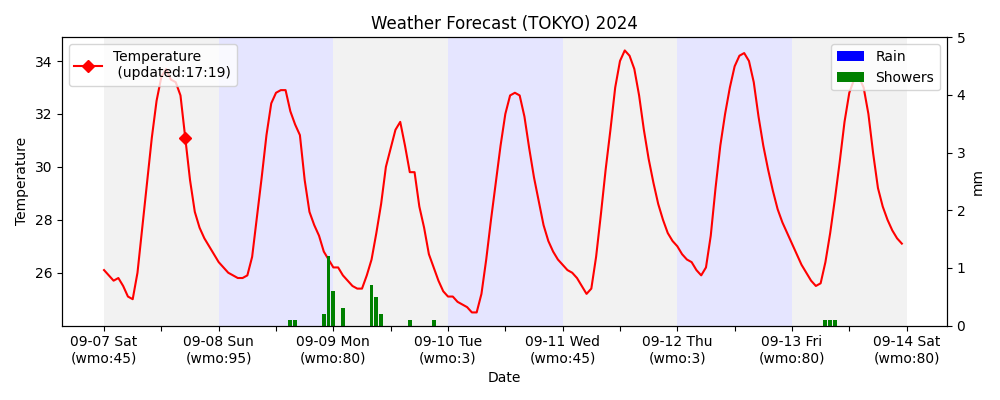 Weather Forecast (TOKYO) 2024
Temperature
(updated:17:19)
Rain
Showers
Temperature
34
32
30
28
26
5
4
3
2
1
0
mm
09-07 Sat
(wmo:45)
09-08 Sun
(wmo:95)
09-09 Mon
(wmo:80)
09-10 Tue
(wmo:3)
09-11 Wed
(wmo:45)
09-12 Thu
(wmo:3)
09-13 Fri
(wmo:80)
09-14 Sat
(wmo:80)
Date